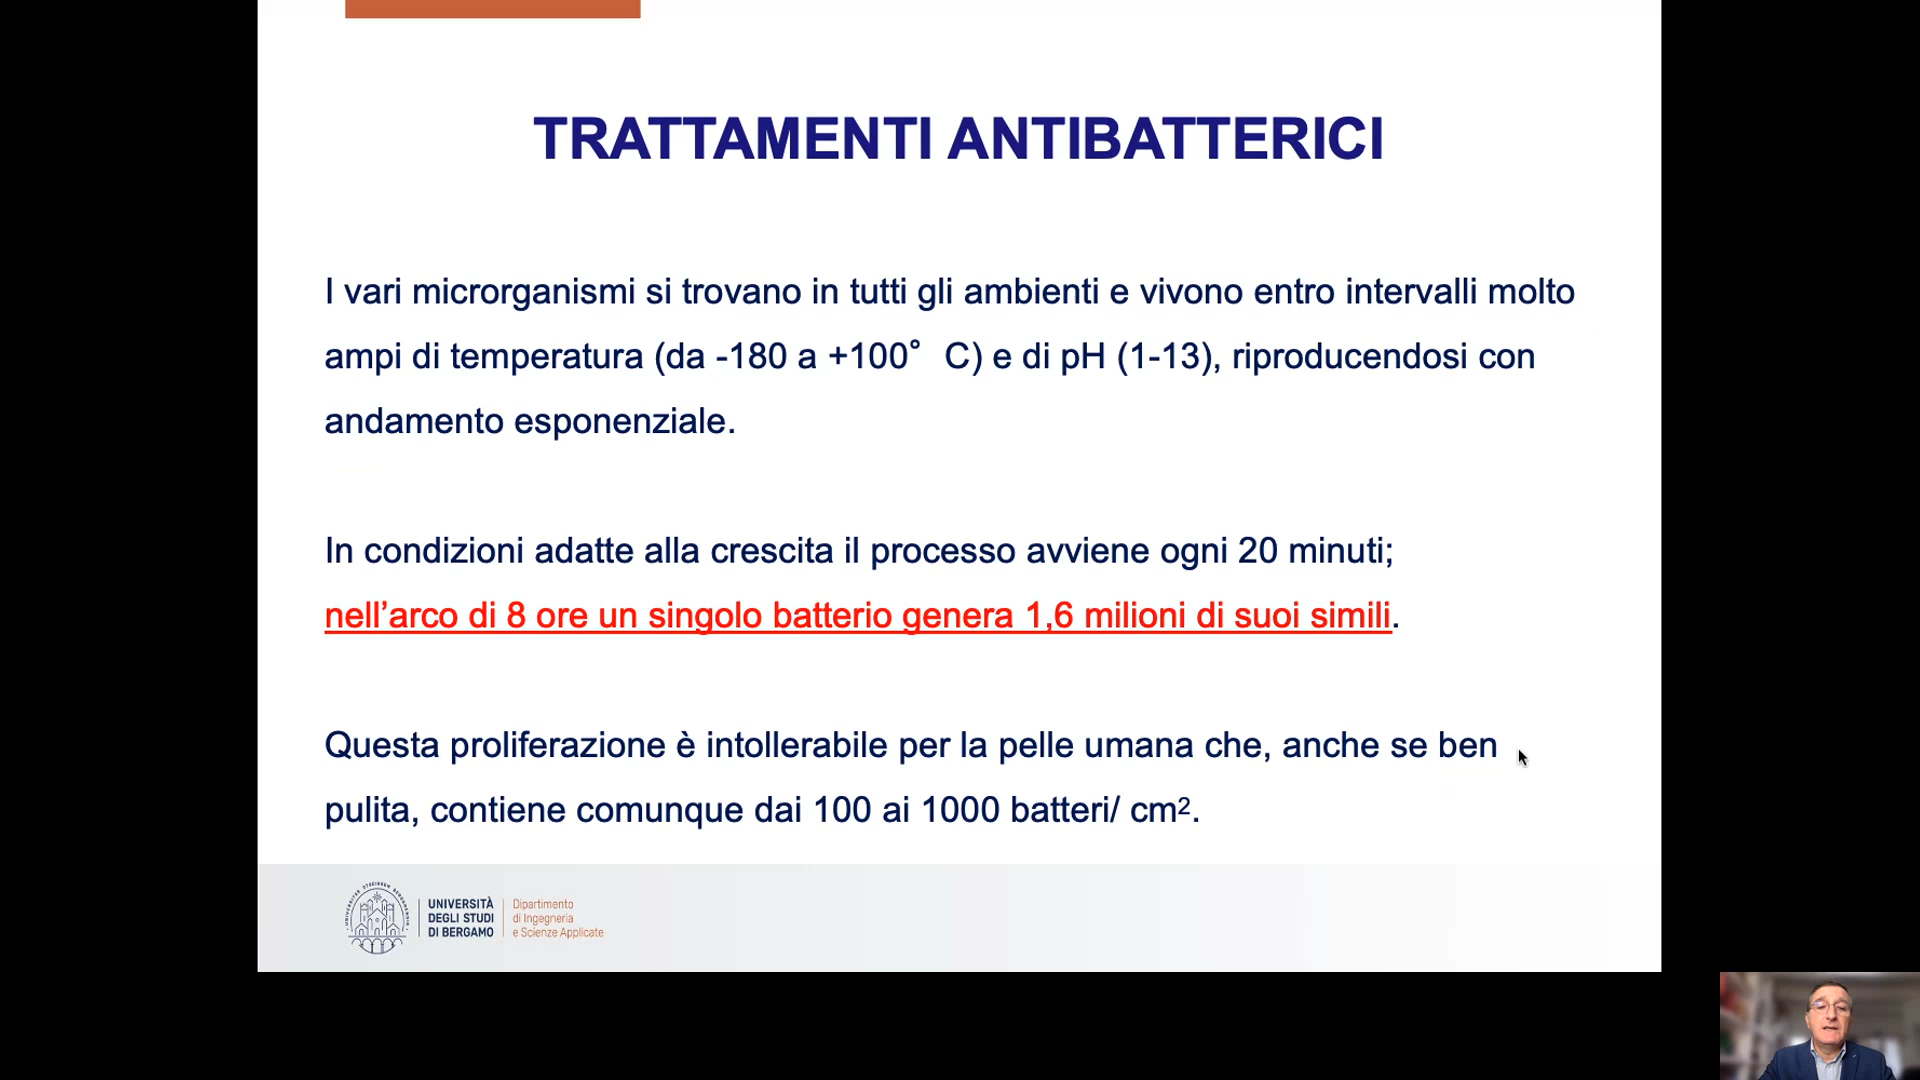 TRATTAMENTI ANTIBATTERICI
I vari microrganismi si trovano in tutti gli ambienti e vivono entro intervalli molto
ampi di temperatura (da -180 a +100° C) e di pH (1-13), riproducendosi con
andamento esponenziale.
In condizioni adatte alla crescita il processo avviene ogni 20 minuti;
nell’arco di 8 ore un singolo batterio genera 1,6 milioni di suoi simili.
Questa proliferazione è intollerabile per la pelle umana che, anche se ben
pulita, contiene comunque dai 100 ai 1000 batteri/ cm².
UNIVERSITÀ
DEGLI STUDI
DI BERGAMO
Dipartimento
di Ingegneria
e Scienze Applicate